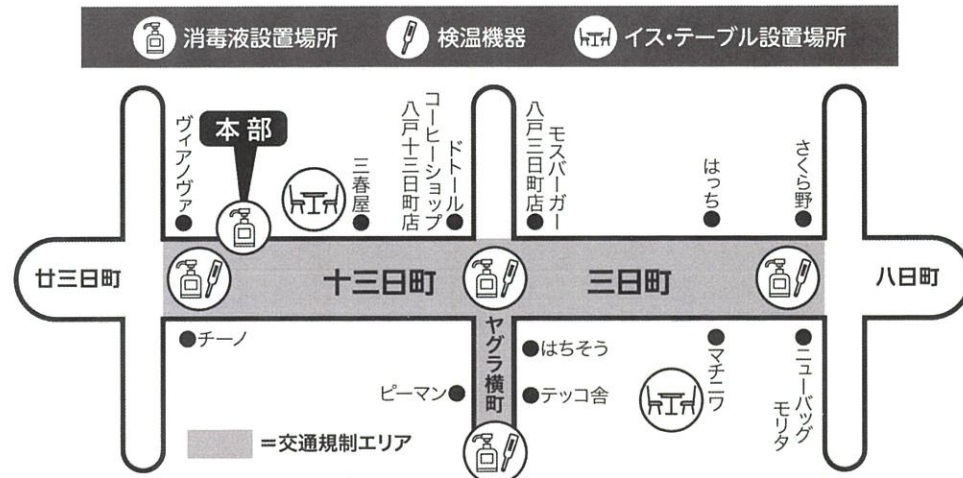 消毒液設置場所
検温機器
イス・テーブル設置場所
ヴィアノヴァ
本部
三春屋
ドトール
コーヒーショップ
八戸十三日町店
モスバーガー
八戸三日町店
はっち
さくら野
廿三日町
十三日町
三日町
八日町
チーノ
ヤグラ横町
ピーマン
はちそう
テッコ舎
マチニワ
ニューバッグ
モリタ
=交通規制エリア